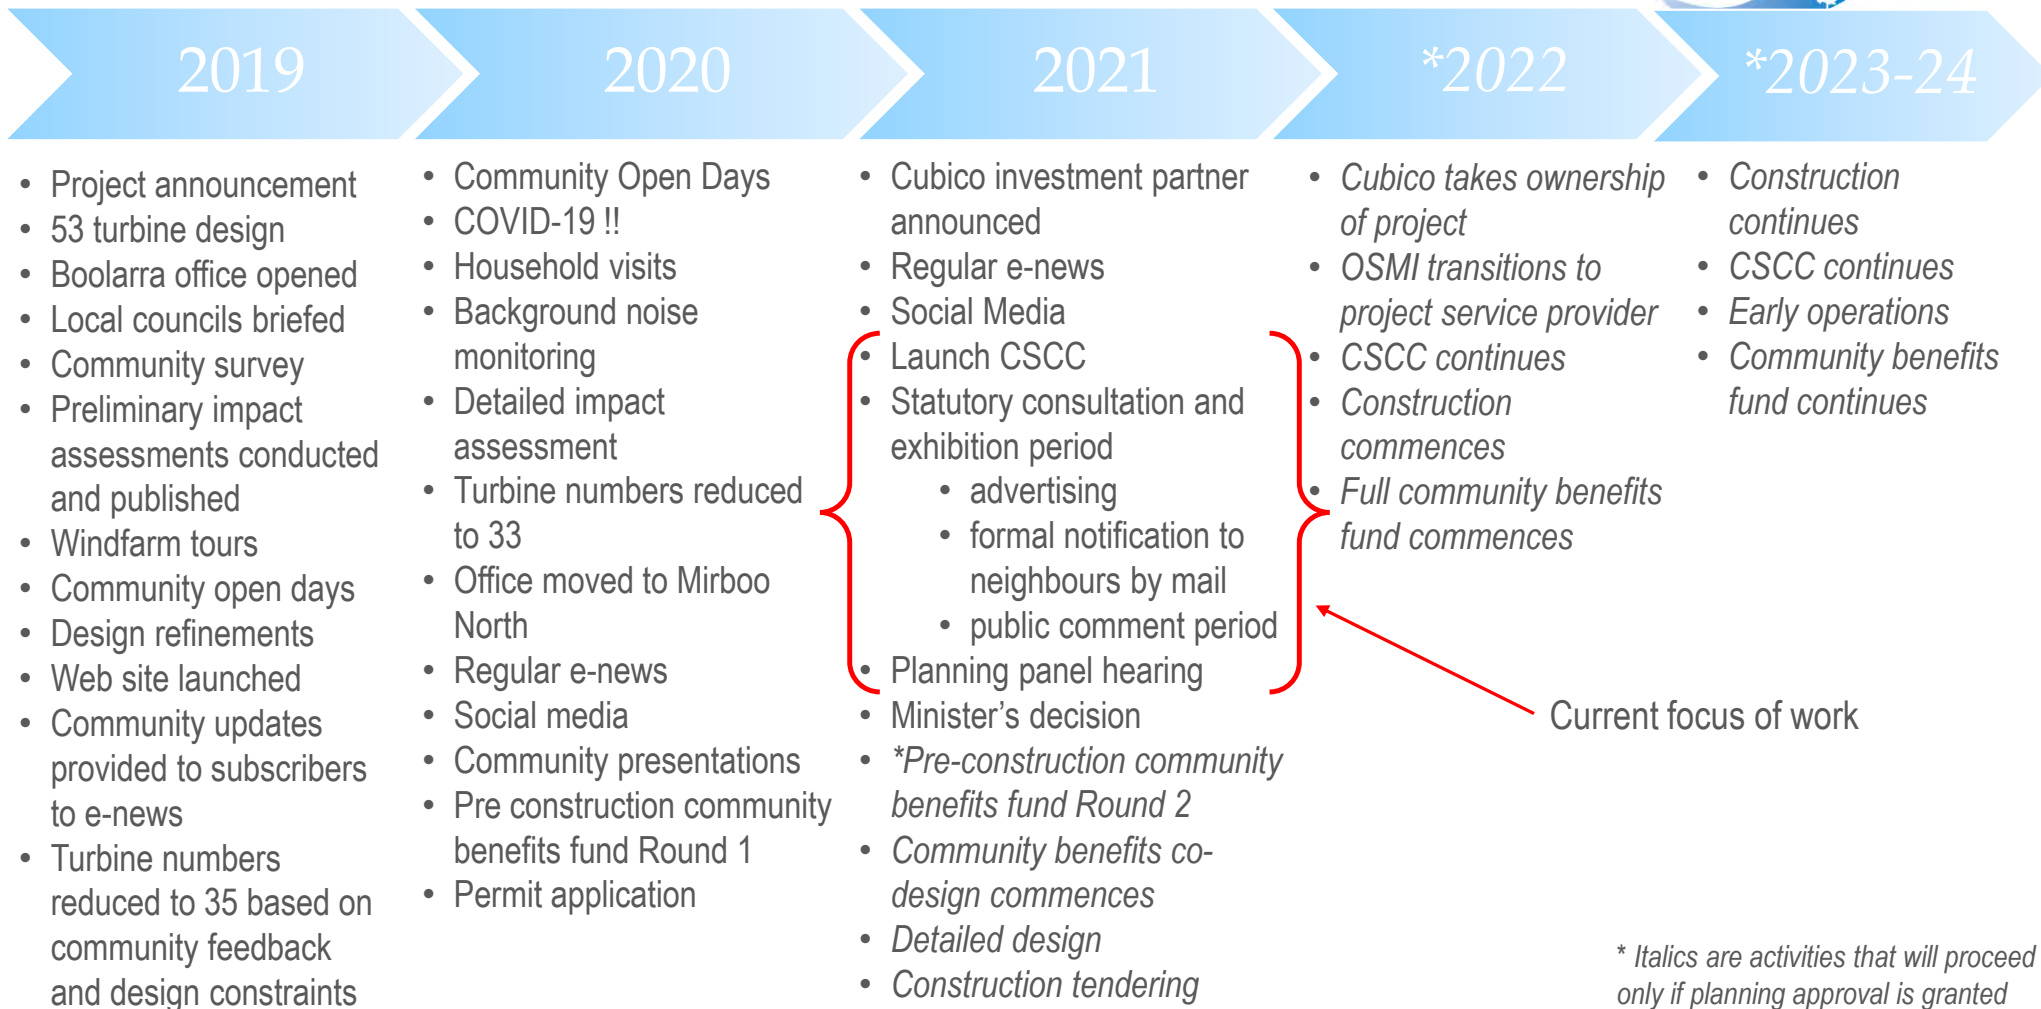 2019
• Project announcement
• 53 turbine design
• Boolarra office opened
• Local councils briefed
• Community survey
• Preliminary impact
assessments conducted
and published
• Windfarm tours
• Community open days
• Design refinements
• Web site launched
• Community updates
provided to subscribers
to e-news
• Turbine numbers
reduced to 35 based on
community feedback
and design constraints
2020
• Community Open Days
• COVID-19 !!
• Household visits
• Background noise
monitoring
• Detailed impact
assessment
• Turbine numbers reduced
to 33
• Office moved to Mirboo
North
• Regular e-news
• Social media
• Community presentations
• Pre construction community
benefits fund Round 1
• Permit application
2021
• Cubico investment partner
announced
• Regular e-news
• Social Media
• Launch CSCC
• Statutory consultation and
exhibition period
• advertising
• formal notification to
neighbours by mail
• public comment period
• Planning panel hearing
• Minister's decision
• *Pre-construction community
benefits fund Round 2
• Community benefits co-
design commences
• Detailed design
• Construction tendering
*2022
• Cubico takes ownership
of project
• OSMI transitions to
project service provider
• CSCC continues
• Construction
commences
• Full community benefits
fund commences
*2023-24
• Construction
continues
• CSCC continues
• Early operations
• Community benefits
fund continues
Current focus of work
* Italics are activities that will proceed
only if planning approval is granted